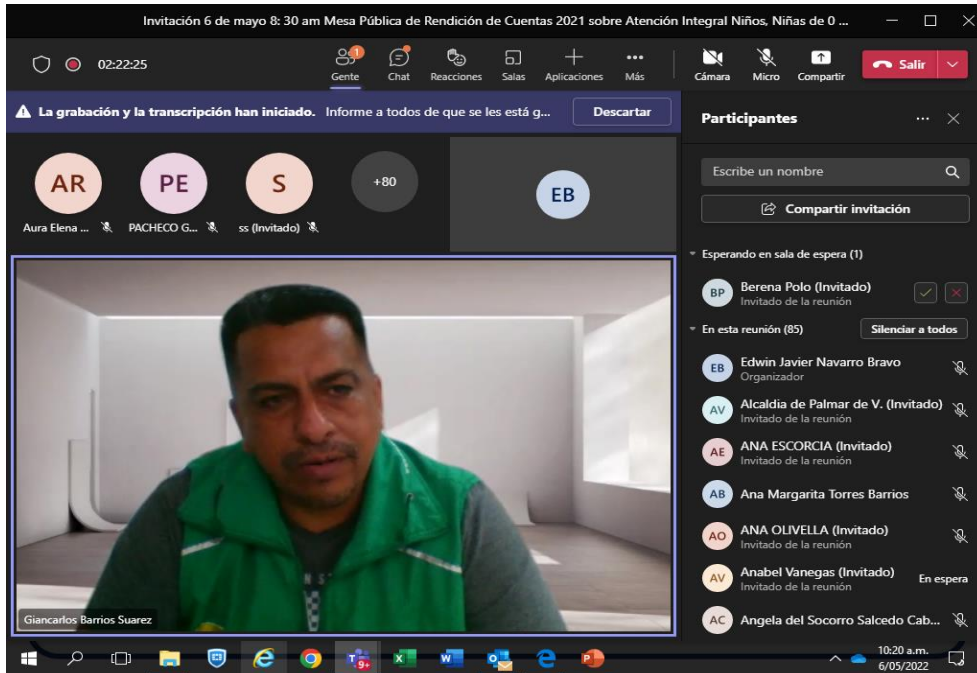 Invitación 6 de mayo 8: 30 am Mesa Pública de Rendición de Cuentas 2021 sobre Atención Integral Niños, Niñas de 0 ...
02:22:25
1
Gente
Chat
Reacciones
Salas
Aplicaciones
Más
Cámara
Micro
Compartir
Salir
La grabación y la transcripción han iniciado. Informe a todos de que se les está g...
Descartar
AR
PE
S
+80
EB
Aura Elena ...
PACHECO G...
ss (Invitado)
Giancarlos Barrios Suarez
Participantes
Escribe un nombre
Compartir invitación
Esperando en sala de espera (1)
BP
Berena Polo (Invitado)
Invitado de la reunión
En esta reunión (85)
Silenciar a todos
EB
Edwin Javier Navarro Bravo
Organizador
AV
Alcaldia de Palmar de V. (Invitado)
Invitado de la reunión
AE
ANA ESCORCIA (Invitado)
Invitado de la reunión
AB
Ana Margarita Torres Barrios
AO
ANA OLIVELLA (Invitado)
Invitado de la reunión
AV
Anabel Vanegas (Invitado)
Invitado de la reunión
En espera
AC
Angela del Socorro Salcedo Cab...
9+
10:20 a.m.
6/05/2022